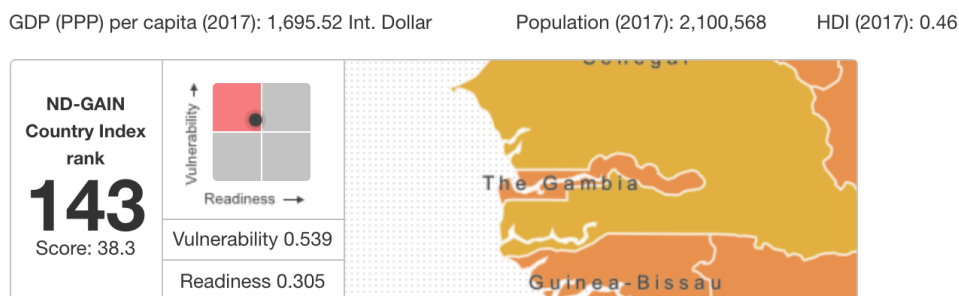 GDP (PPP) per capita (2017): 1,695.52 Int. Dollar Population (2017): 2,100,568 HDI (2017): 0.46
ND-GAIN
Country Index
rank
143
Score: 38.3
Vulnerability
Readiness
Vulnerability 0.539
Readiness 0.305
Senegal
The Gambia
Guinea-Bissau